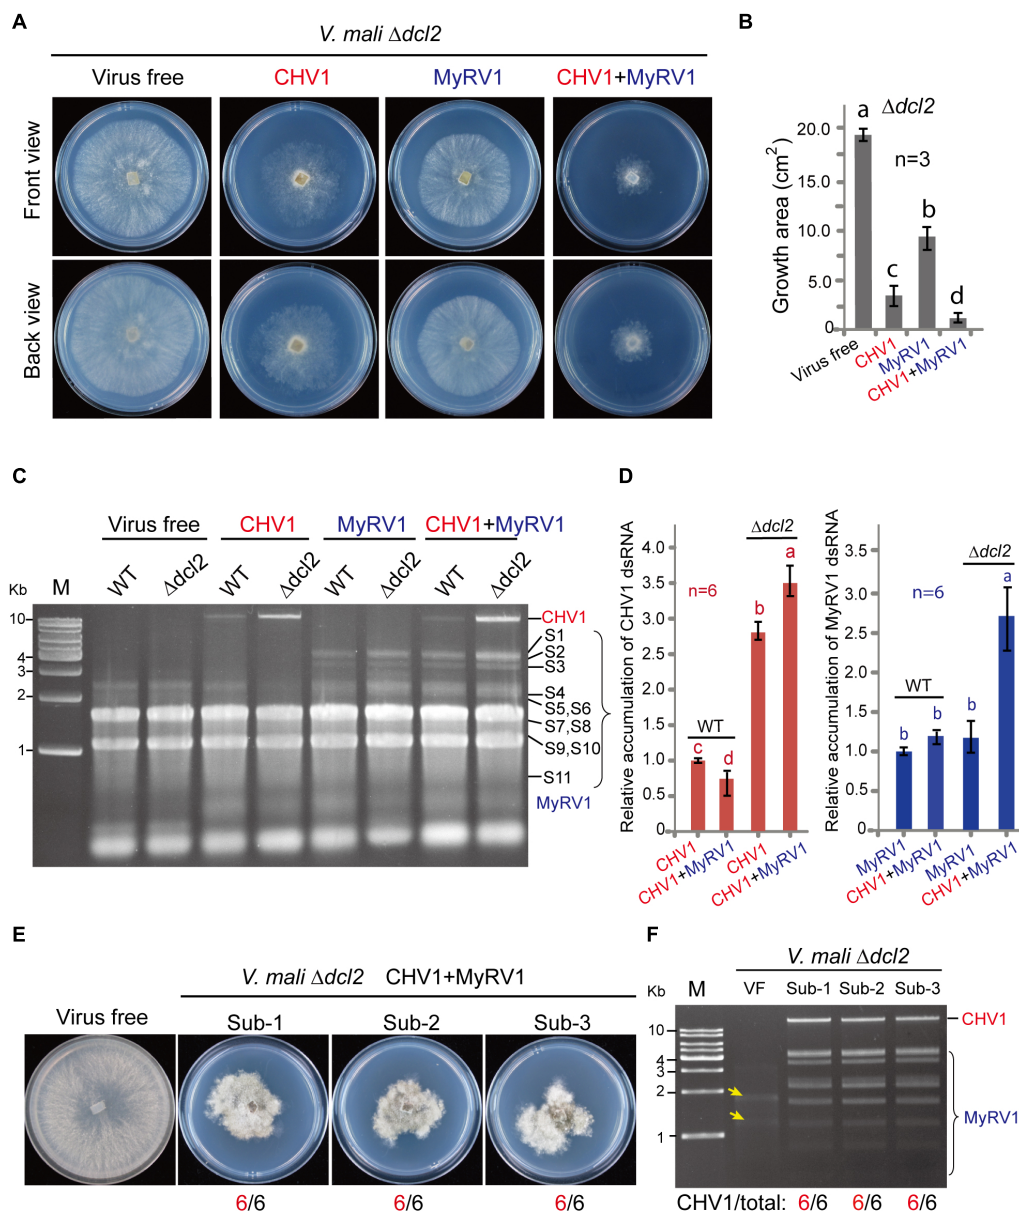 A
V. mali Δdcl2
Virus free CHV1 MyRV1 CHV1+MyRV1
Front view
Back view
B
a Δdcl2
20.0
n=3
b
10.0
c
5.0
d
0
Growth area (cm2)
Virus free
CHV1
MyRV1
CHV1+MyRV1
C
Virus free CHV1 MyRV1 CHV1+MyRV1
Kb M WT Δdcl2 WT Δdcl2 WT Δdcl2 WT Δdcl2
10
4
3
2
1
CHV1
S1
S2
S3
S4
S5,S6
S7,S8
S9,S10
S11
MyRV1
D
Relative accumulation of CHV1 dsRNA
4.0
3.5
3.0
2.5
2.0
1.5
1.0
0.5
0
Δdcl2
a
n=6
b
WT
c
d
CHV1
CHV1+MyRV1
CHV1
CHV1+MyRV1
Relative accumulation of MyRV1 dsRNA
3.5
3.0
2.5
2.0
1.5
1.0
0.5
0
Δdcl2
a
n=6
WT
b
b
b
MyRV1
CHV1+MyRV1
MyRV1
CHV1+MyRV1
E
V. mali Δdcl2 CHV1+MyRV1
Virus free Sub-1 Sub-2 Sub-3
6/6 6/6 6/6
F
V. mali Δdcl2
Kb M VF Sub-1 Sub-2 Sub-3
10
4
3
2
1
CHV1
MyRV1
CHV1/total: 6/6 6/6 6/6